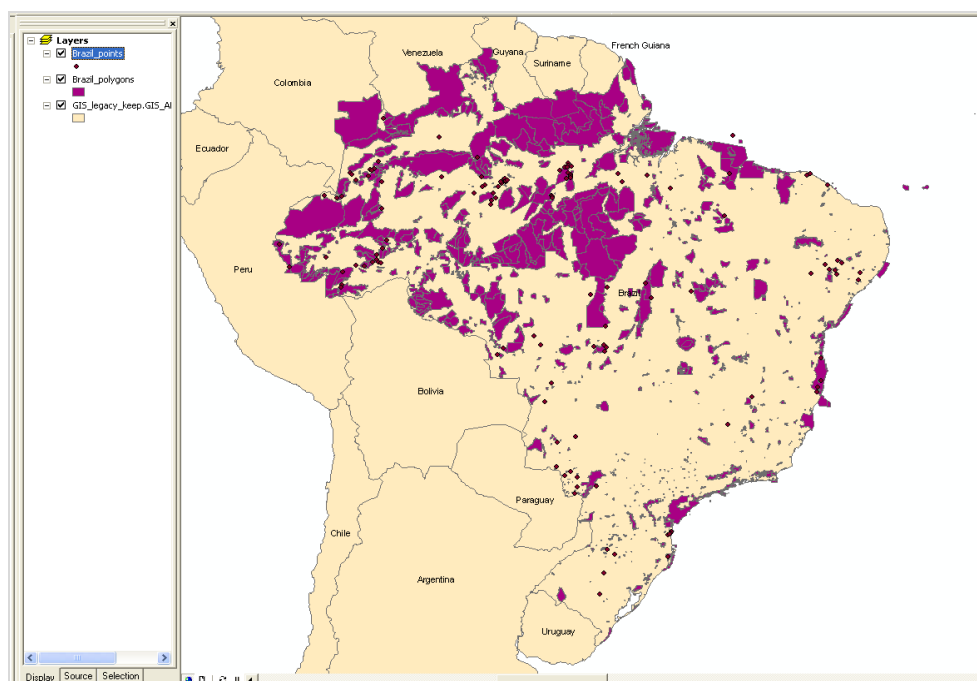 Layers
Brazil_points
Brazil_polygons
GIS_legacy_keep.GIS_A
Display
Source
Selection
French Guiana
Venezuela
Guyana
Suriname
Colombia
Ecuador
Peru
Brazil
Bolivia
Paraguay
Chile
Argentina
Uruguay